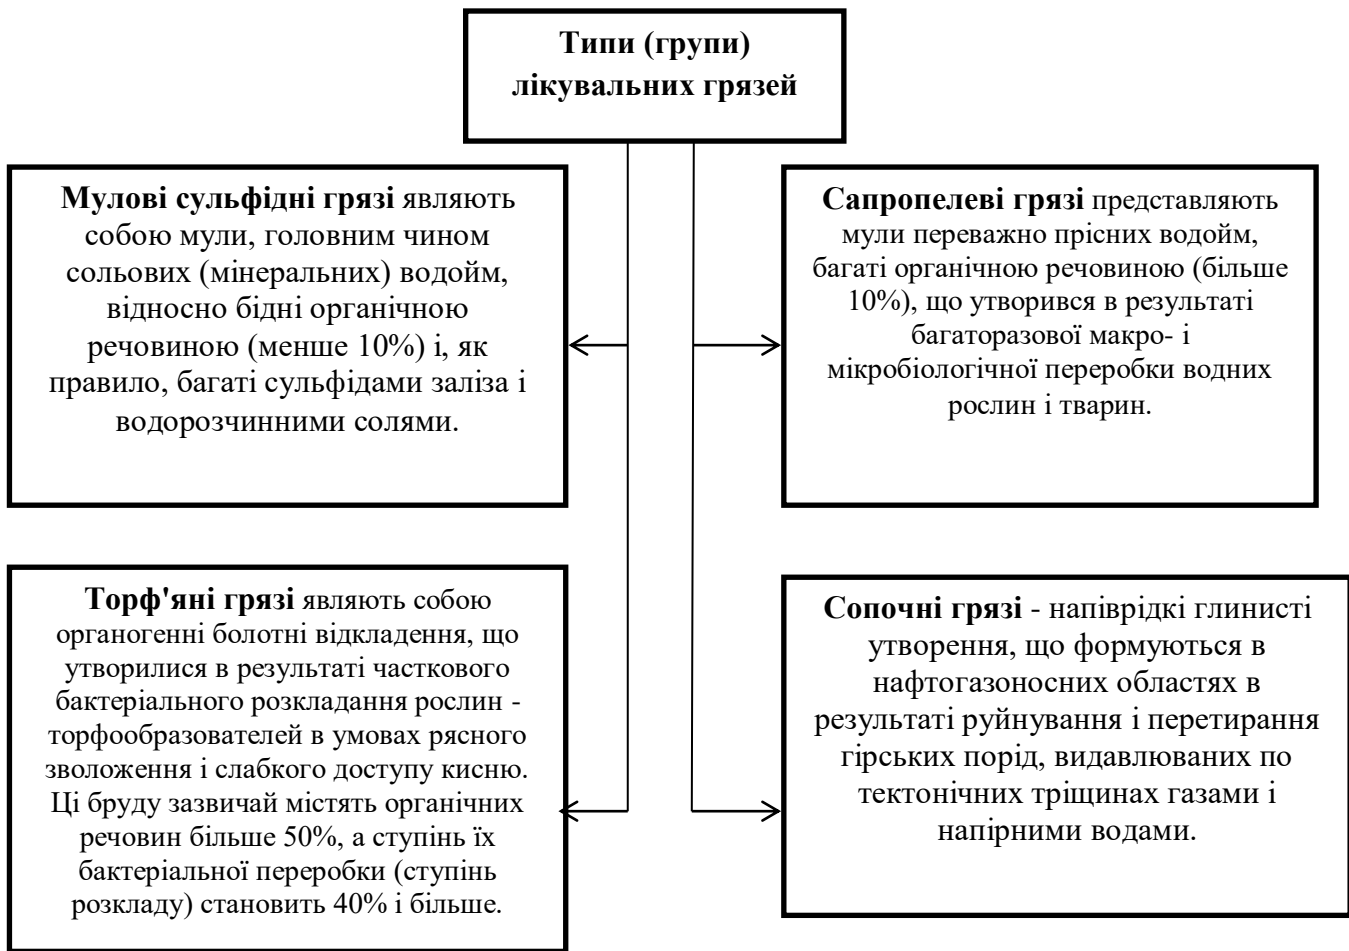 Типи (групи)
лікувальних грязей
Мулові сульфідні грязі являють
собою мули, головним чином
сольових (мінеральних) водойм,
відносно бідні органічною
речовиною (менше 10%) і, як
правило, багаті сульфідами заліза і
водорозчинними солями.
Сапропелеві грязі представляють
мули переважно прісних водойм,
багаті органічною речовиною (більше
10%), що утворився в результаті
багаторазової макро- і
мікробіологічної переробки водних
рослин і тварин.
Торф'яні грязі являють собою
органогенні болотні відкладення, що
утворилися в результаті часткового
бактеріального розкладання рослин -
торфообразователей в умовах рясного
зволоження і слабкого доступу кисню.
Ці бруду зазвичай містять органічних
речовин більше 50%, а ступінь їх
бактеріальної переробки (ступінь
розкладу) становить 40% і більше.
Сопочні грязі - напіврідкі глинисті
утворення, що формуються в
нафтогазоносних областях в
результаті руйнування і перетирання
гірських порід, видавлюваних по
тектонічних тріщинах газами і
напірними водами.